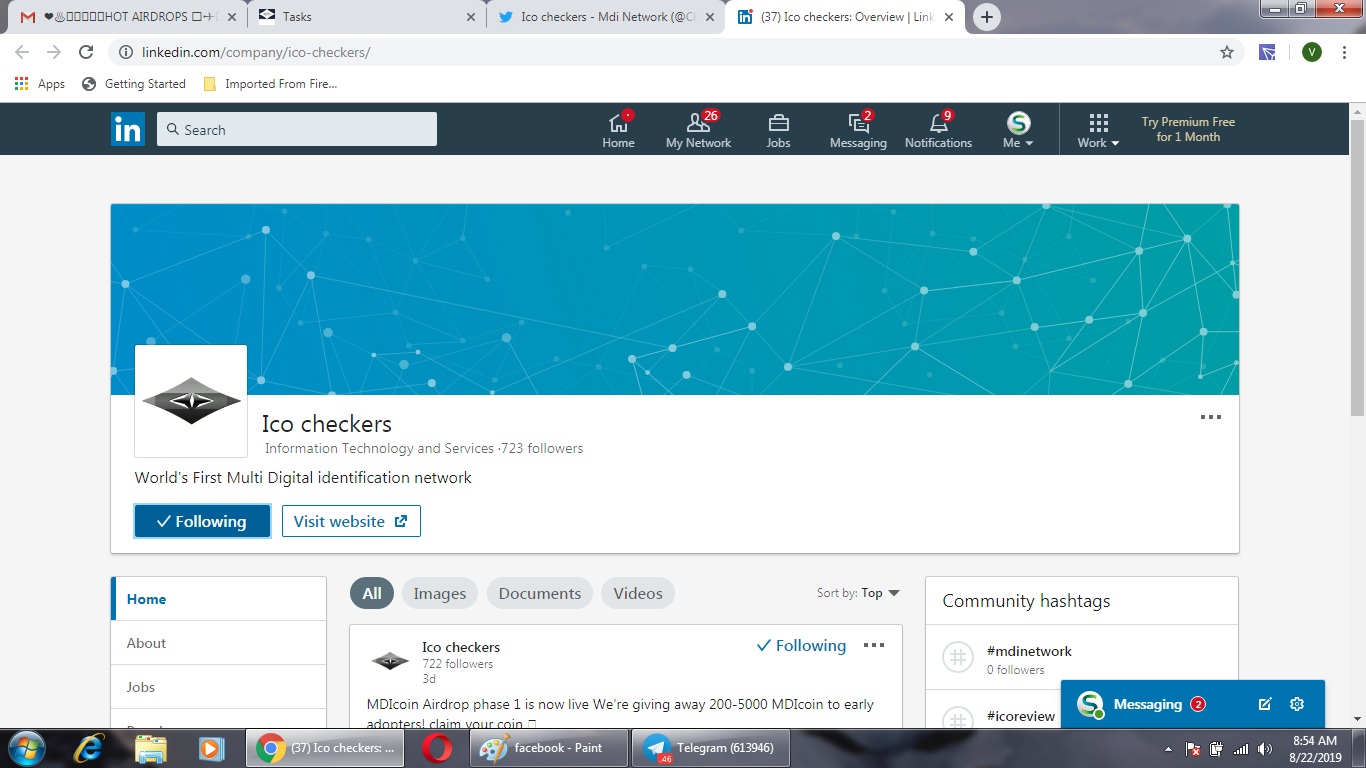 HOT AIRDROPS
Tasks
Ico checkers - Mdi Network (@C
(37) Ico checkers: Overview | Link
linkedin.com/company/ico-checkers/
V
Apps
Getting Started
Imported From Fire...
in
Search
Home
26
My Network
Jobs
2
Messaging
9
Notifications
Me
Work
Try Premium Free
for 1 Month
Ico checkers
Information Technology and Services ·723 followers
World's First Multi Digital identification network
Following
Visit website
Home
About
Jobs
All
Images
Documents
Videos
Sort by: Top
Ico checkers
722 followers
3d
Following
MDIcoin Airdrop phase 1 is now live We're giving away 200-5000 MDIcoin to early
adopters! claim your coin
Community hashtags
#mdinetwork
0 followers
#icoreview
Messaging 2
(37) Ico checkers: ...
facebook - Paint
.46
Telegram (613946)
8:54 AM
8/22/2019